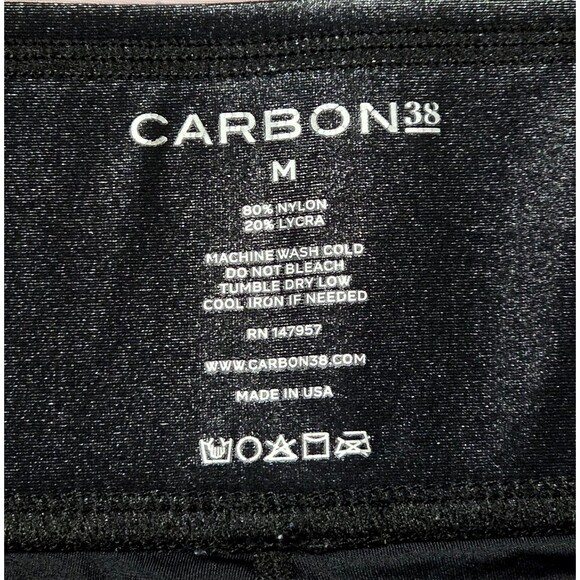 CARBON38
M
80% NYLON
20% LYCRA
MACHINE WASH COLD
DO NOT BLEACH
TUMBLE DRY LOW
COOL IRON IF NEEDED
RN 147957
WWW.CARBON38.COM
MADE IN USA